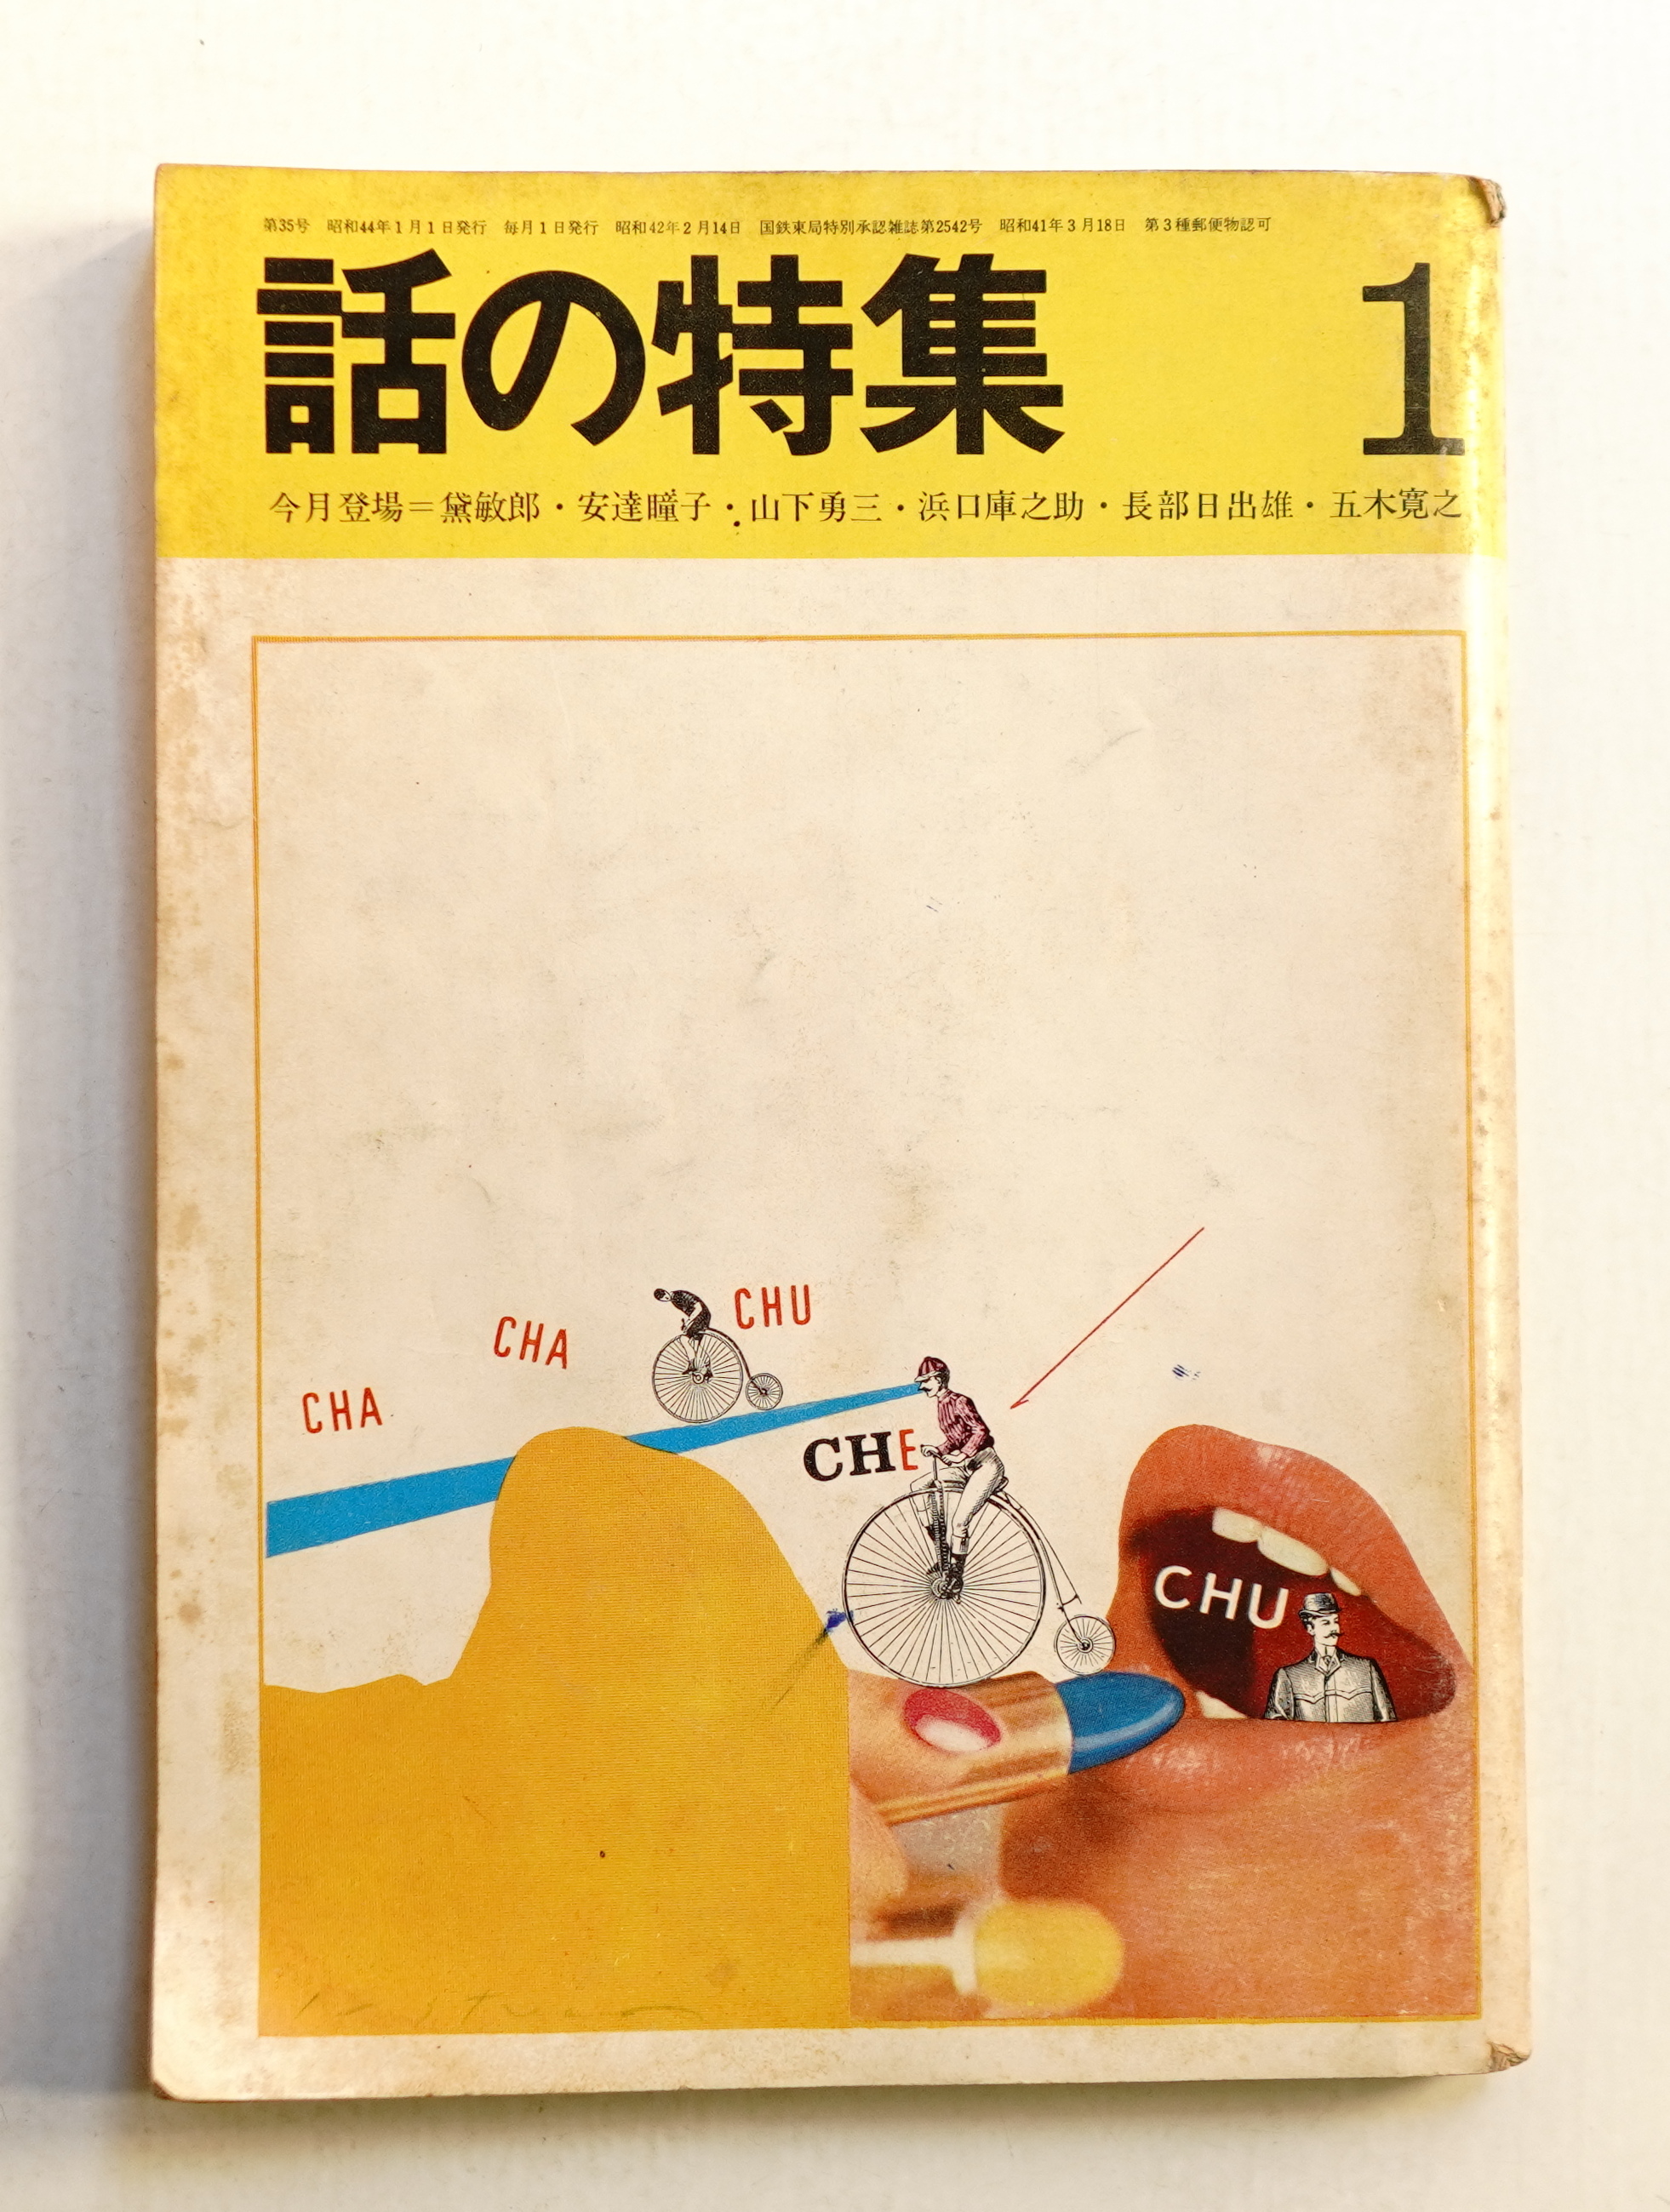 第35号 昭和44年1月1日発行 毎月1日発行 昭和42年2月14日 国鉄東局特別承認雑誌第2542号 昭和41年3月18日 第3種郵便物認可
話の特集 1
今月登場＝黛敏郎・安達瞳子・山下勇三・浜口庫之助・長部日出雄・五木寛之
CHA
CHA
CHU
CHE
CHU